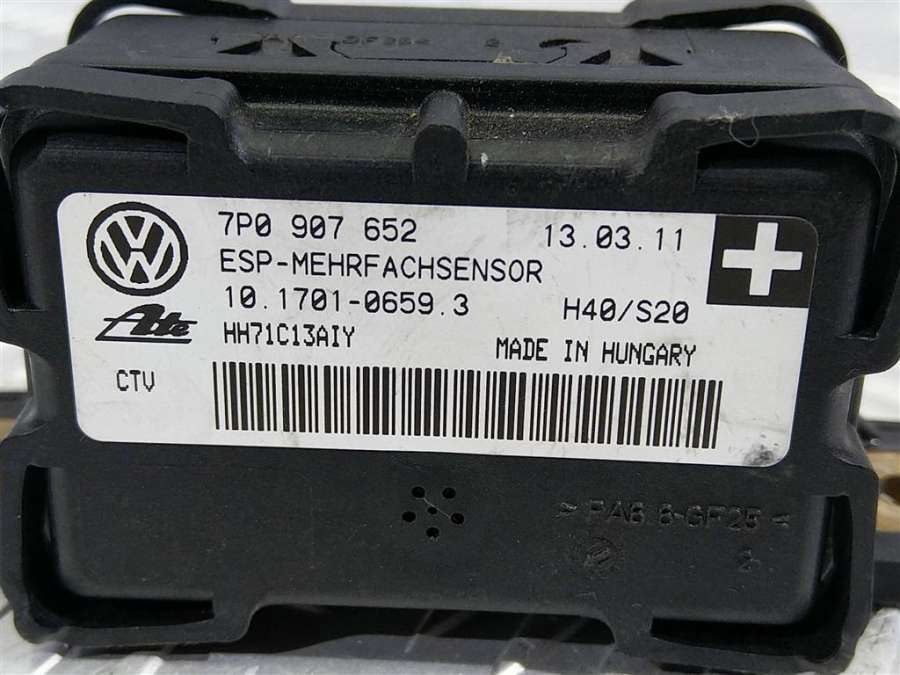 7P0 907 652 13.03.11
ESP-MEHRFACHSENSOR
10.1701-0659.3 H40/S20
Ate HH71C13AIY MADE IN HUNGARY
CTV
>PA6 6-GF25<
2